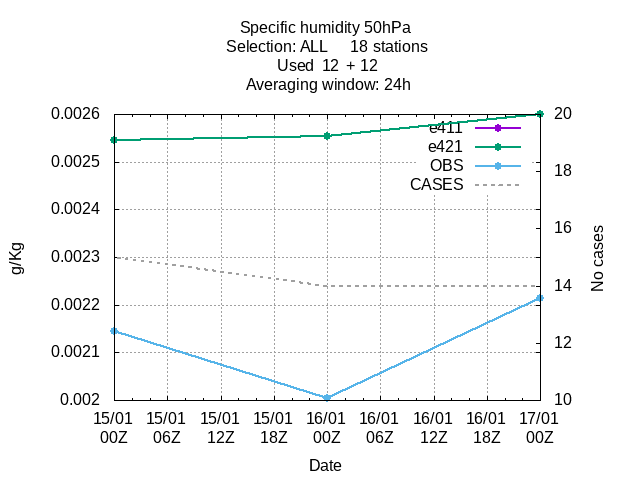 Specific humidity 50hPa
Selection: ALL 18 stations
Used 12 + 12
Averaging window: 24h
0.0026
0.0025
0.0024
0.0023
0.0022
0.0021
0.002
g/Kg
e411
e421
OBS
CASES
20
18
16
14
12
10
No cases
15/01 15/01 15/01 15/01 16/01 16/01 16/01 16/01 17/01
00Z 06Z 12Z 18Z 00Z 06Z 12Z 18Z 00Z
Date